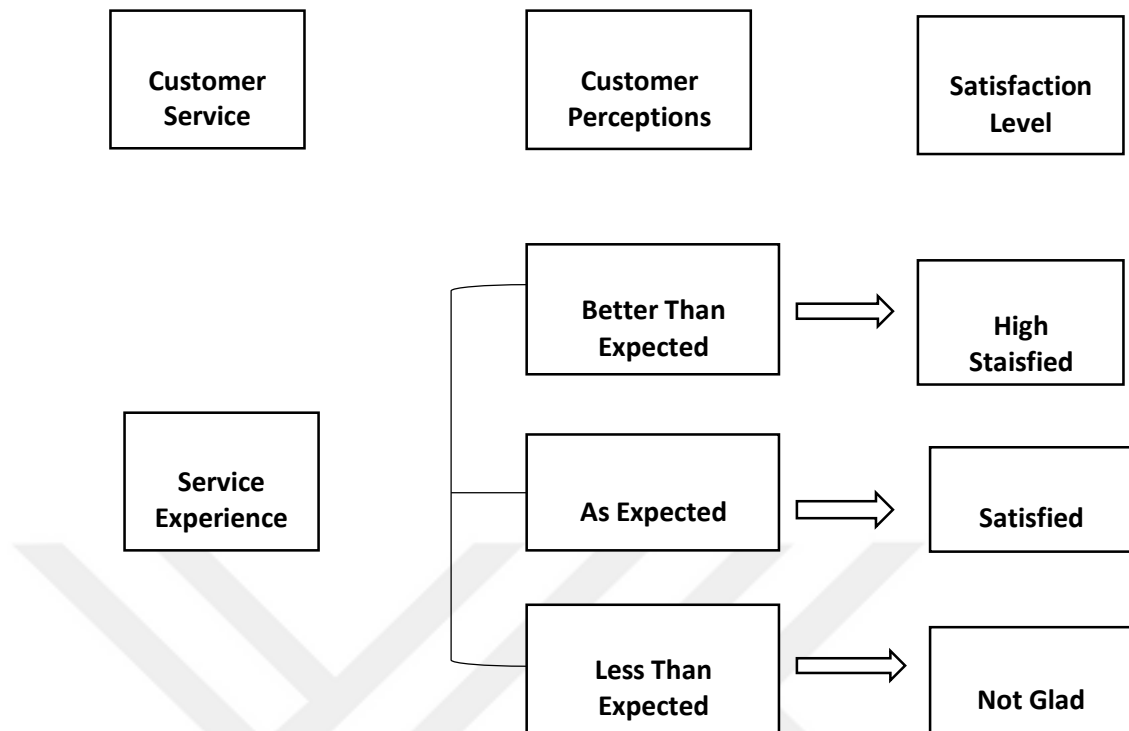 Customer
Service
Customer
Perceptions
Satisfaction
Level
Better Than
Expected
High
Staisfied
Service
Experience
As Expected
Satisfied
Less Than
Expected
Not Glad